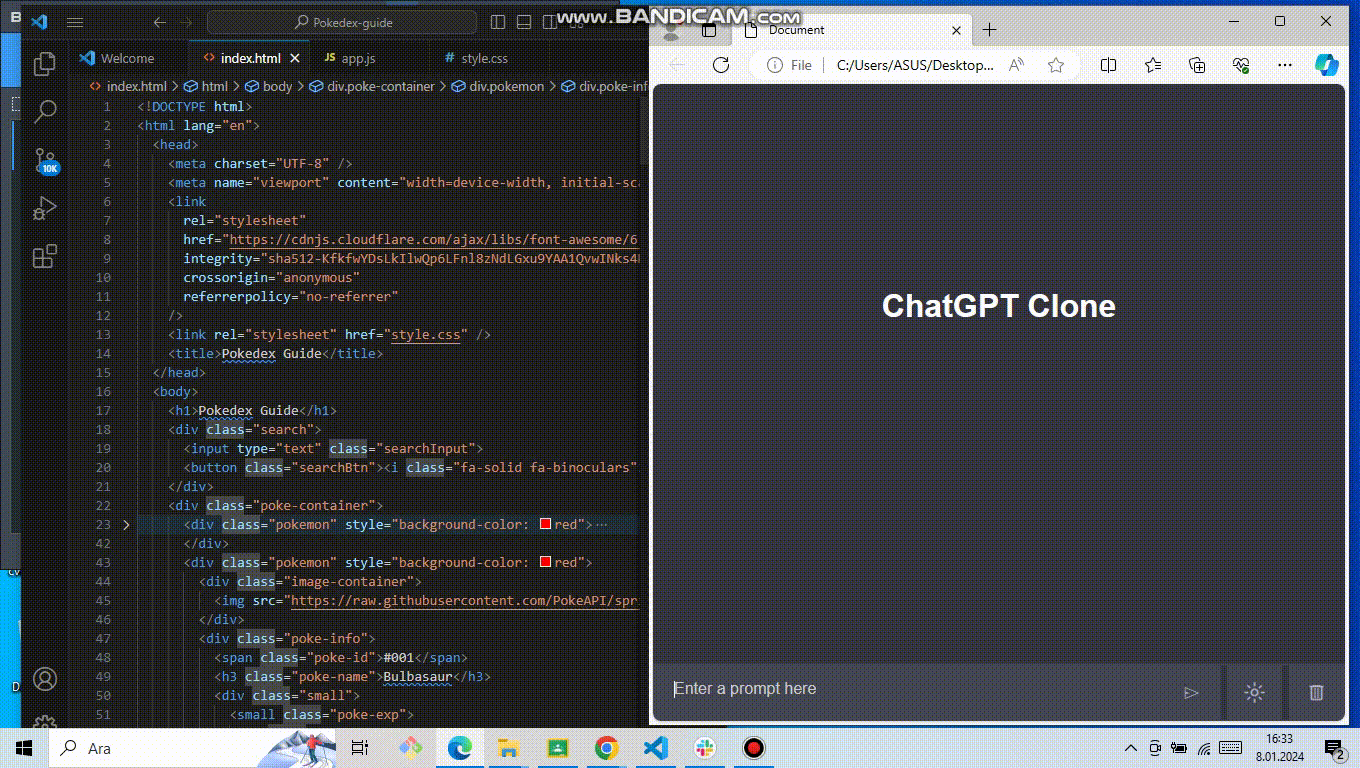 www.BANDICAM.com
Pokedex-guide
Welcome
index.html
JS app.js
# style.css
index.html > html > body > div.poke-container > div.pokemon > div.poke-inf
1 <!DOCTYPE html>
2 <html lang="en">
3 <head>
4 <meta charset="UTF-8" />
5 <meta name="viewport" content="width=device-width, initial-sca
6 <link
7 rel="stylesheet"
8 href="https://cdnjs.cloudflare.com/ajax/libs/font-awesome/6
9 integrity="sha512-KfkfwYDsLkIlwQp6LFnl8zNdLGxu9YAA1QvwINks4
10 crossorigin="anonymous"
11 referrerpolicy="no-referrer"
12 />
13 <link rel="stylesheet" href="style.css" />
14 <title>Pokedex Guide</title>
15 </head>
16 <body>
17 <h1>Pokedex Guide</h1>
18 <div class="search">
19 <input type="text" class="searchInput">
20 <button class="searchBtn"><i class="fa-solid fa-binoculars"
21 </div>
22 <div class="poke-container">
23 <div class="pokemon" style="background-color: red">···
42 </div>
43 <div class="pokemon" style="background-color: red">
44 <div class="image-container">
45 <img src="https://raw.githubusercontent.com/PokeAPI/spr
46 </div>
47 <div class="poke-info">
48 <span class="poke-id">#001</span>
49 <h3 class="poke-name">Bulbasaur</h3>
50 <div class="small">
51 <small class="poke-exp">
10K
Document
File
C:/Users/ASUS/Desktop...
ChatGPT Clone
Enter a prompt here
Ara
16:33
8.01.2024
2